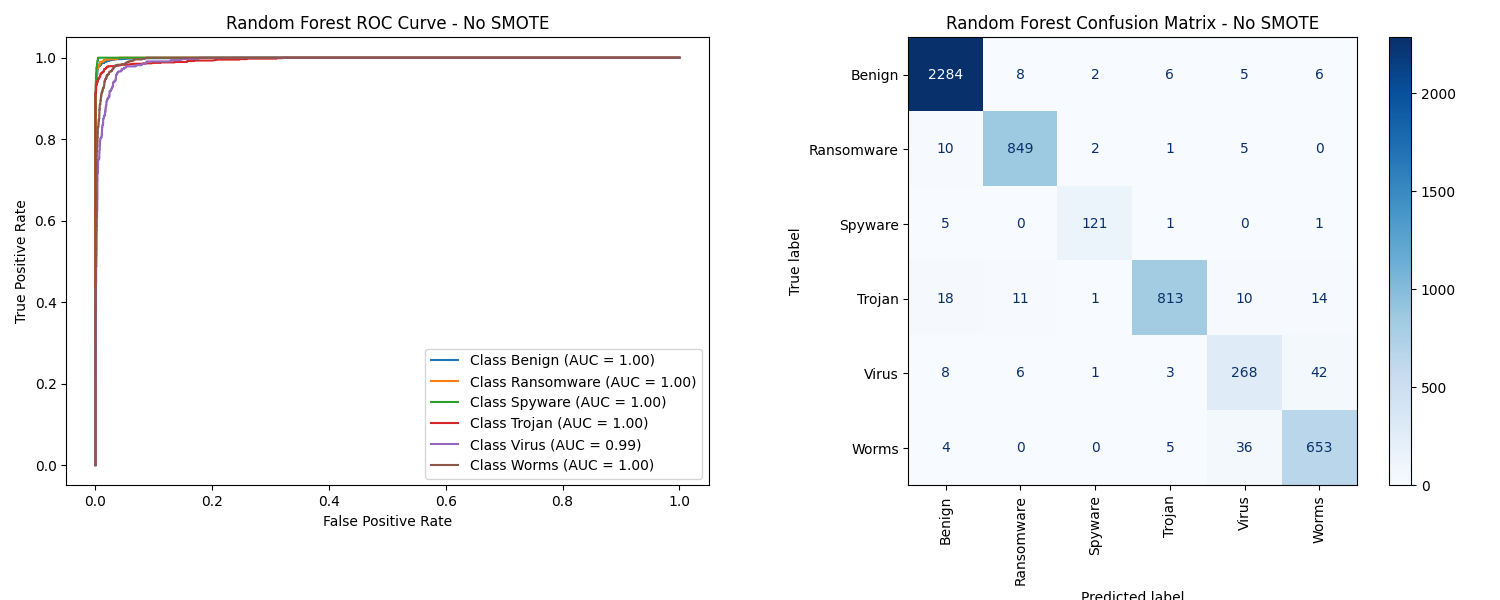 Random Forest ROC Curve - No SMOTE
1.0
0.8
0.6
0.4
0.2
0.0
True Positive Rate
0.0 0.2 0.4 0.6 0.8 1.0
False Positive Rate
Class Benign (AUC = 1.00)
Class Ransomware (AUC = 1.00)
Class Spyware (AUC = 1.00)
Class Trojan (AUC = 1.00)
Class Virus (AUC = 0.99)
Class Worms (AUC = 1.00)
Random Forest Confusion Matrix - No SMOTE
True label
Benign 2284 8 2 6 5 6
Ransomware 10 849 2 1 5 0
Spyware 5 0 121 1 0 1
Trojan 18 11 1 813 10 14
Virus 8 6 1 3 268 42
Worms 4 0 0 5 36 653
Benign Ransomware Spyware Trojan Virus Worms
Predicted label
2000
1500
1000
500
0